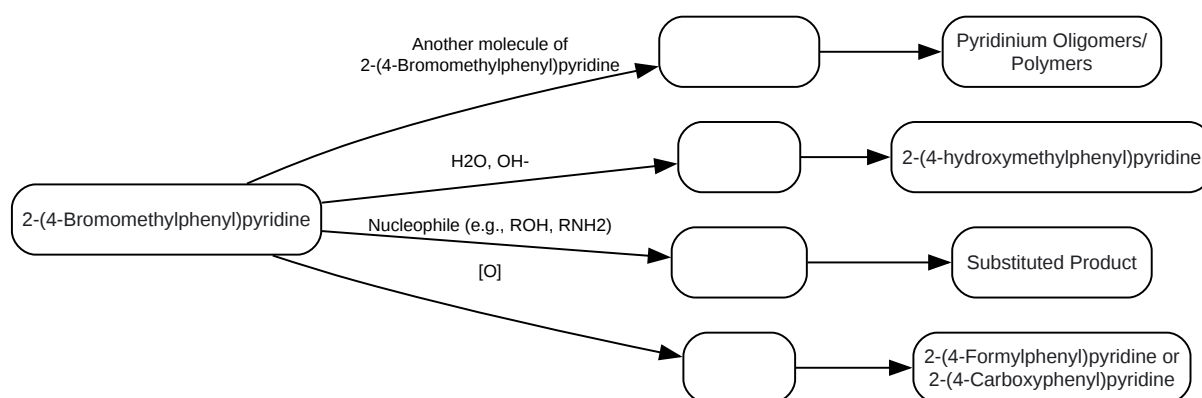 Another molecule of
2-(4-Bromomethylphenyl)pyridine
Pyridinium Oligomers/
Polymers
H2O, OH-
2-(4-hydroxymethylphenyl)pyridine
2-(4-Bromomethylphenyl)pyridine
Nucleophile (e.g., ROH, RNH2)
Substituted Product
[O]
2-(4-Formylphenyl)pyridine or
2-(4-Carboxyphenyl)pyridine